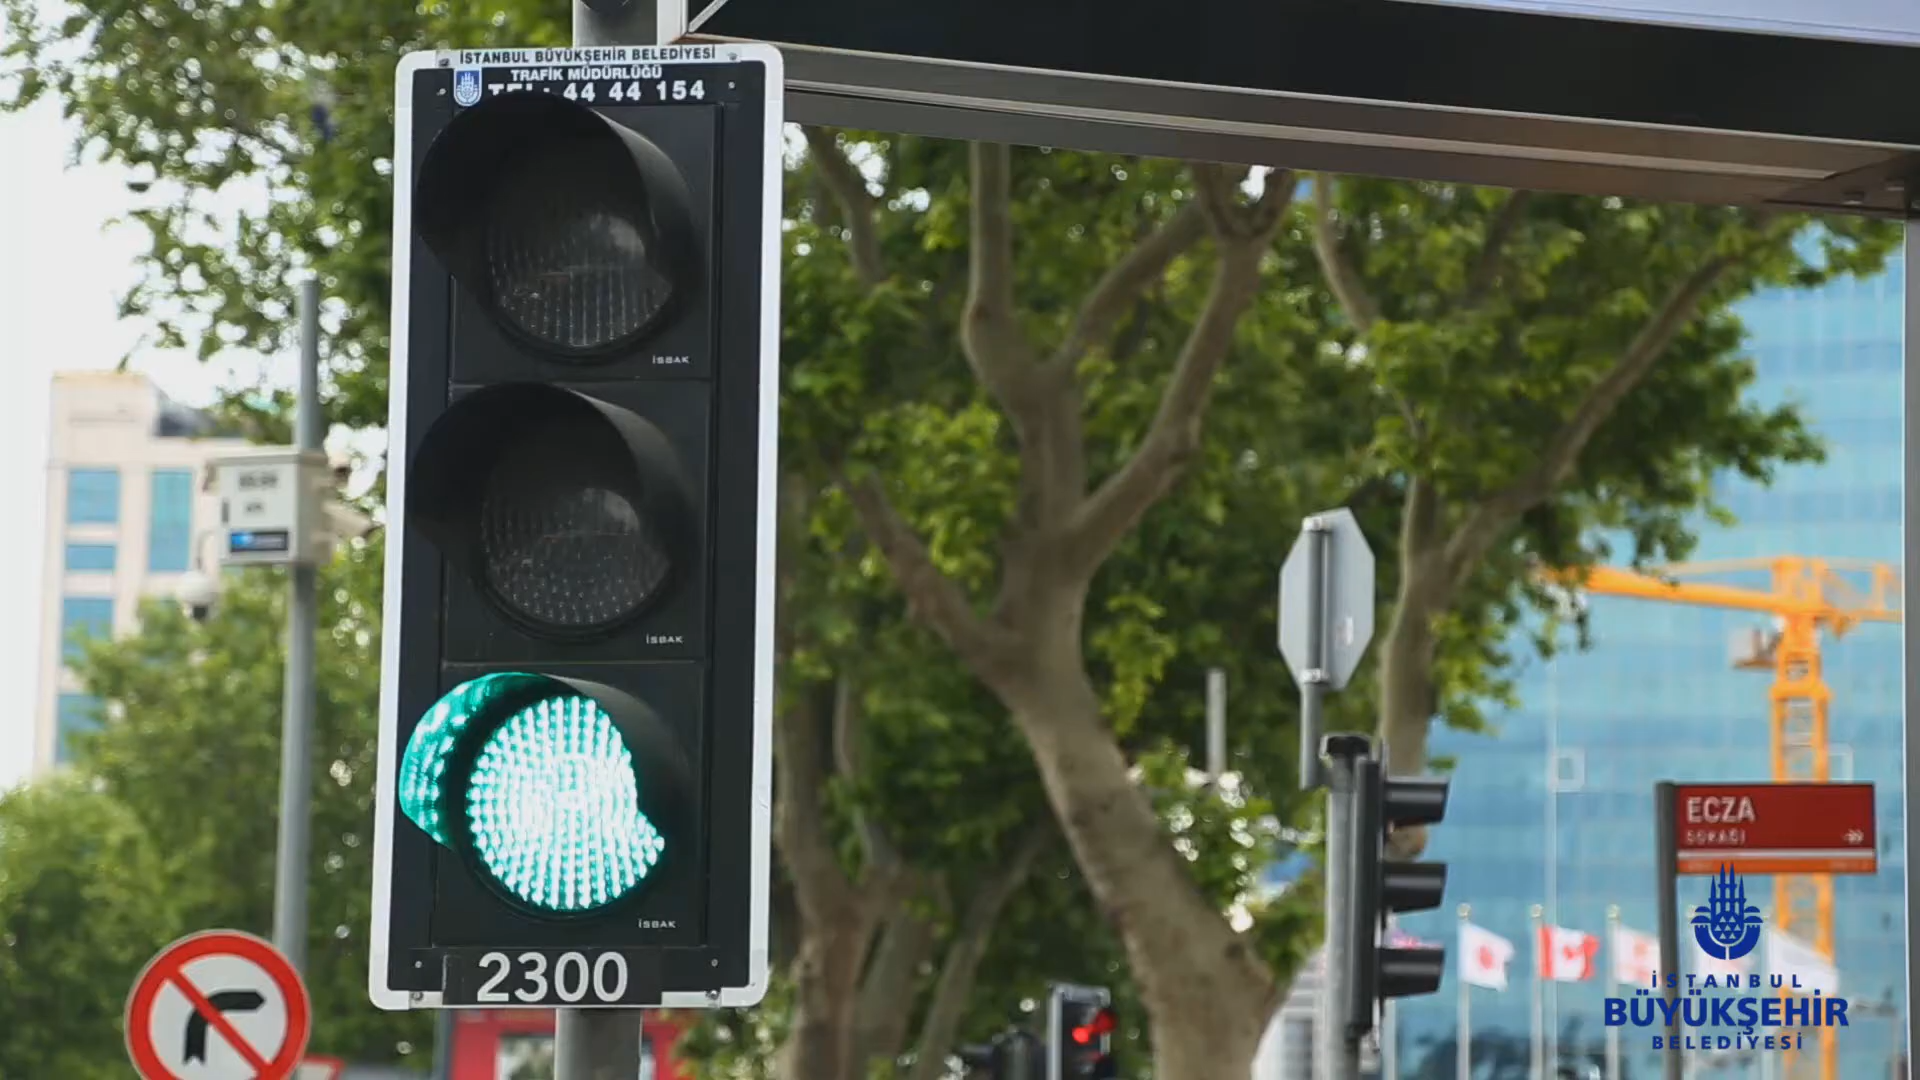 İSTANBUL BÜYÜKŞEHİR BELEDİYESİ
TRAFİK MÜDÜRLÜĞÜ
TEL: 44 44 154
İSBAK
İSBAK
İSBAK
2300
ECZA
SOKAĞI
İSTANBUL
BÜYÜKŞEHİR
BELEDİYESİ